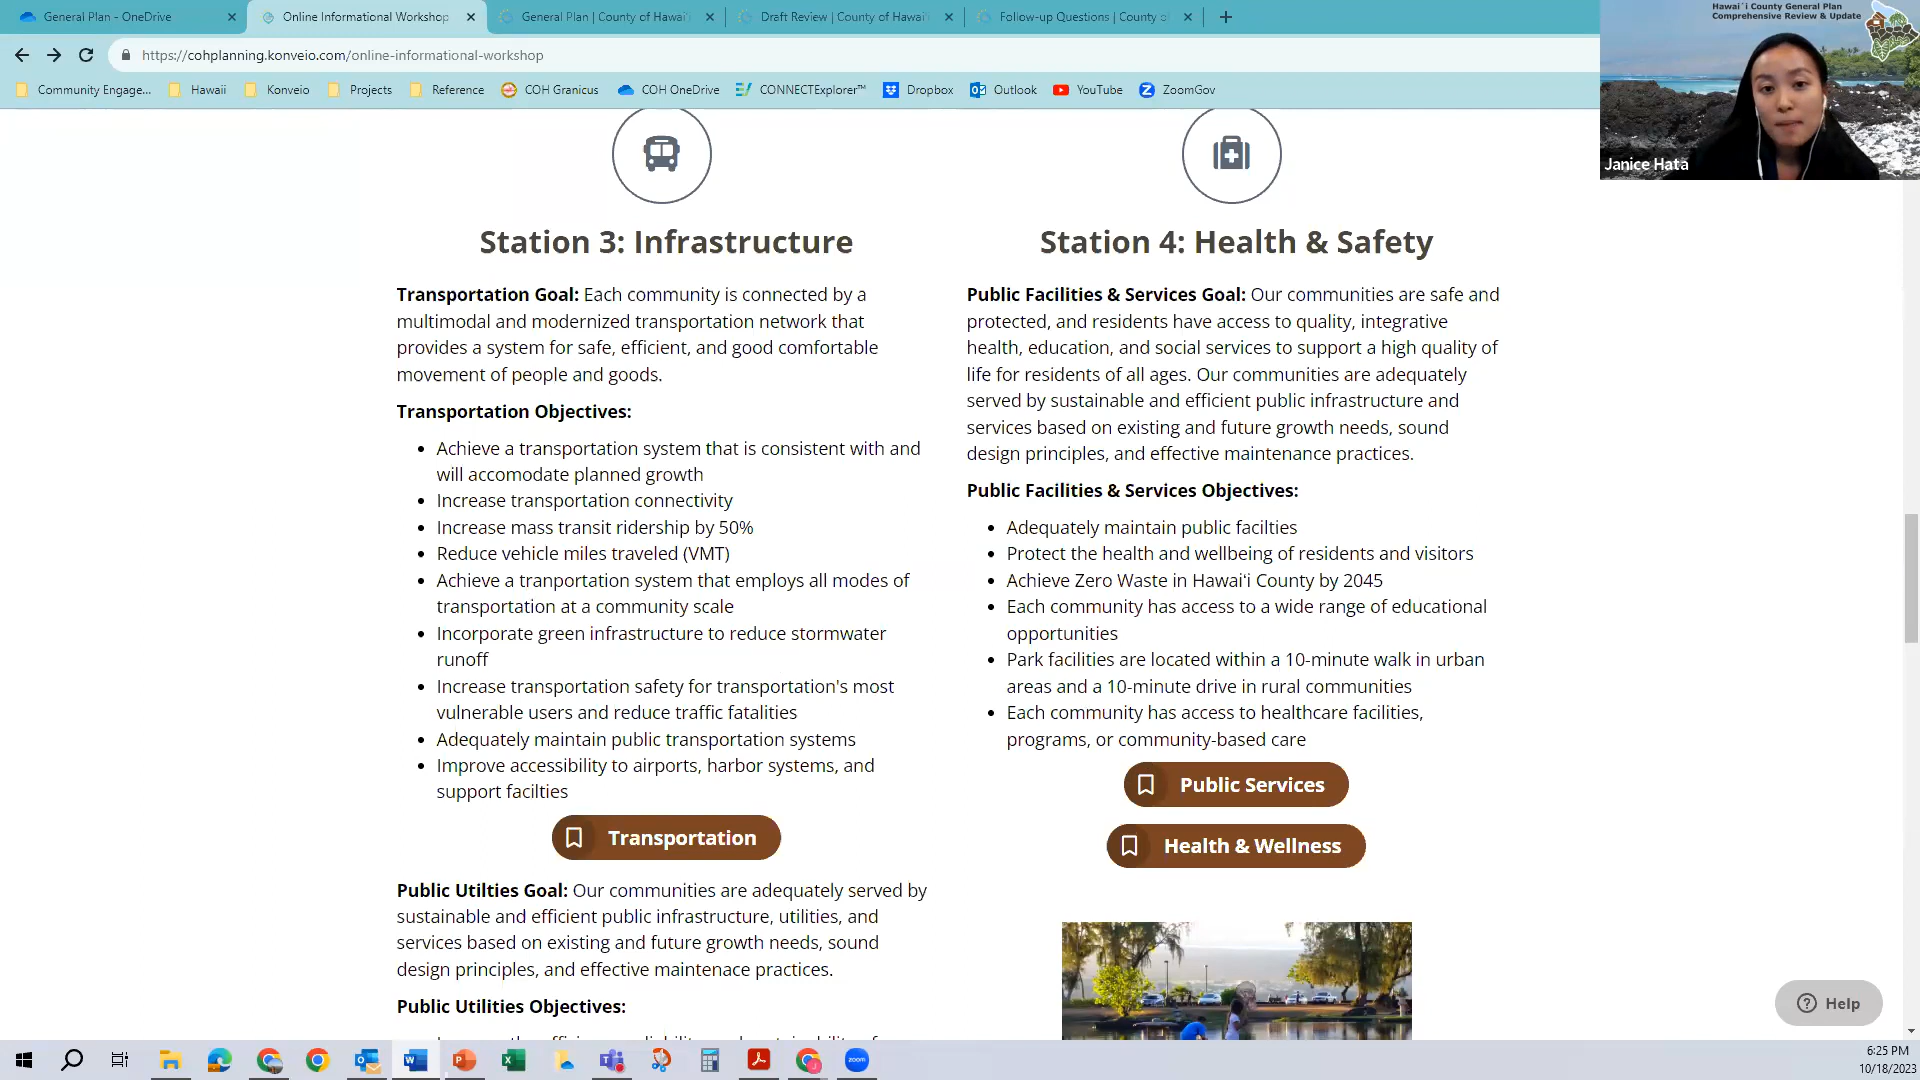 General Plan - OneDrive
Online Informational Workshop
General Plan | County of Hawai'
Draft Review | County of Hawai'
Follow-up Questions | County o
https://cohplanning.konveio.com/online-informational-workshop
Community Engage...
Hawaii
Konveio
Projects
Reference
COH Granicus
COH OneDrive
CONNECTExplorer™
Dropbox
Outlook
YouTube
ZoomGov
Hawai`i County General Plan
Comprehensive Review & Update
Janice Hata
Station 3: Infrastructure
Transportation Goal: Each community is connected by a
multimodal and modernized transportation network that
provides a system for safe, efficient, and good comfortable
movement of people and goods.
Transportation Objectives:
Achieve a transportation system that is consistent with and
will accomodate planned growth
Increase transportation connectivity
Increase mass transit ridership by 50%
Reduce vehicle miles traveled (VMT)
Achieve a tranportation system that employs all modes of
transportation at a community scale
Incorporate green infrastructure to reduce stormwater
runoff
Increase transportation safety for transportation's most
vulnerable users and reduce traffic fatalities
Adequately maintain public transportation systems
Improve accessibility to airports, harbor systems, and
support facilties
Transportation
Public Utilties Goal: Our communities are adequately served by
sustainable and efficient public infrastructure, utilities, and
services based on existing and future growth needs, sound
design principles, and effective maintenace practices.
Public Utilities Objectives:
Station 4: Health & Safety
Public Facilities & Services Goal: Our communities are safe and
protected, and residents have access to quality, integrative
health, education, and social services to support a high quality of
life for residents of all ages. Our communities are adequately
served by sustainable and efficient public infrastructure and
services based on existing and future growth needs, sound
design principles, and effective maintenance practices.
Public Facilities & Services Objectives:
Adequately maintain public facilties
Protect the health and wellbeing of residents and visitors
Achieve Zero Waste in Hawaiʻi County by 2045
Each community has access to a wide range of educational
opportunities
Park facilities are located within a 10-minute walk in urban
areas and a 10-minute drive in rural communities
Each community has access to healthcare facilities,
programs, or community-based care
Public Services
Health & Wellness
Help
zoom
6:25 PM
10/18/2023